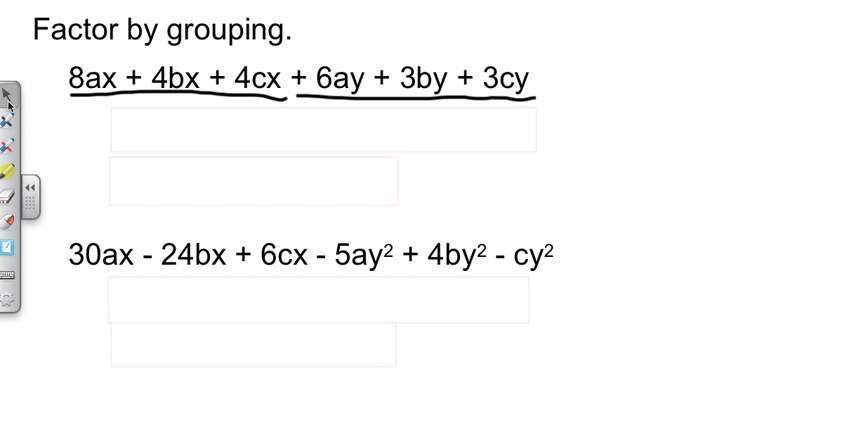 Factor by grouping.
8ax + 4bx + 4cx + 6ay + 3by + 3cy
30ax - 24bx + 6cx - 5ay² + 4by² - cy²